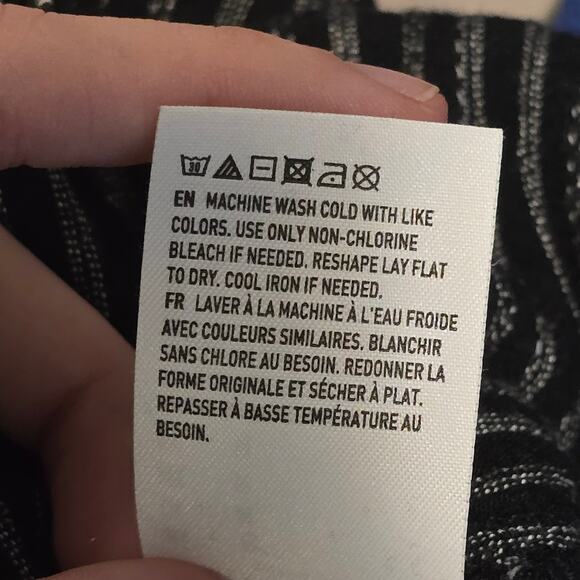 30
EN MACHINE WASH COLD WITH LIKE
COLORS. USE ONLY NON-CHLORINE
BLEACH IF NEEDED. RESHAPE LAY FLAT
TO DRY. COOL IRON IF NEEDED.
FR LAVER À LA MACHINE À L'EAU FROIDE
AVEC COULEURS SIMILAIRES. BLANCHIR
SANS CHLORE AU BESOIN. REDONNER LA
FORME ORIGINALE ET SÉCHER À PLAT.
REPASSER À BASSE TEMPÉRATURE AU
BESOIN.